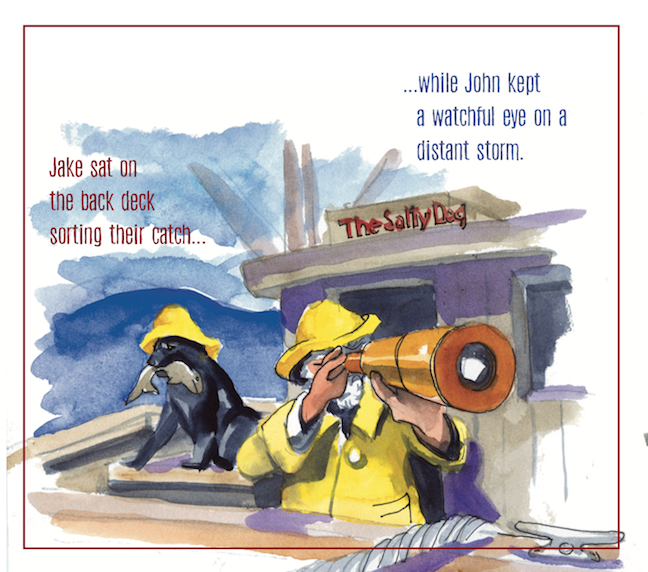 Jake sat on
the back deck
sorting their catch...
...while John kept
a watchful eye on a
distant storm.
The Salty Dog